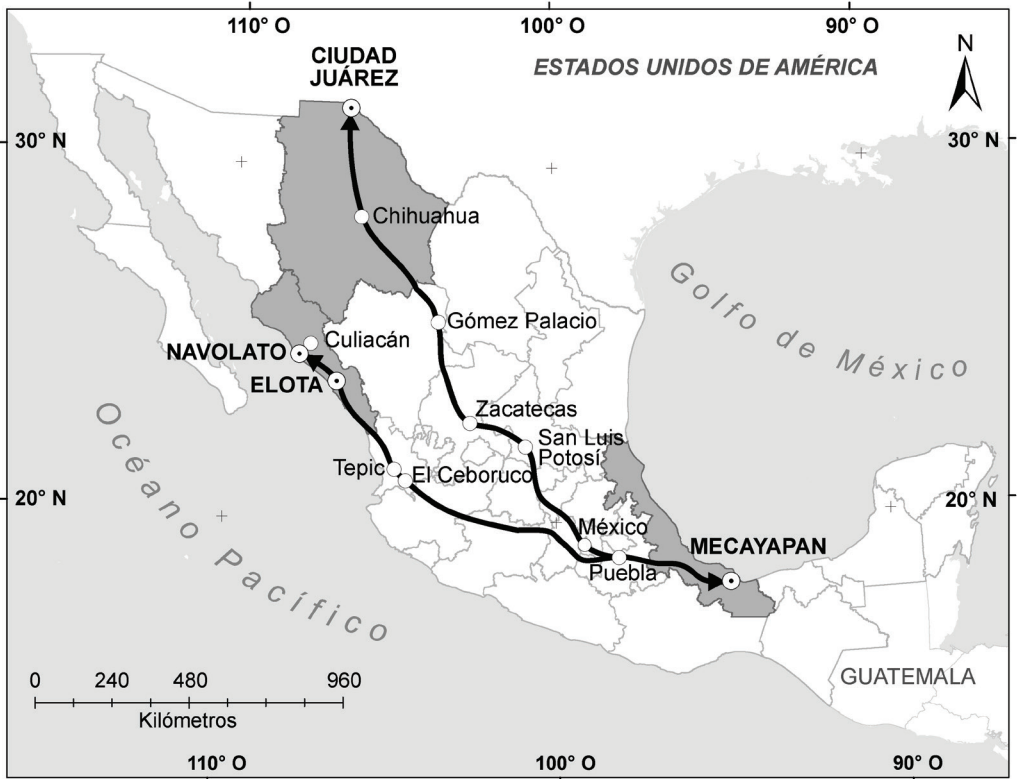 110° O
100° O
90° O
CIUDAD
JUÁREZ
ESTADOS UNIDOS DE AMÉRICA
N
30° N
30° N
Chihuahua
Golfo de México
Gómez Palacio
Culiacán
NAVOLATO
ELOTA
Zacatecas
San Luis
Potosí
Tepic
El Ceboruco
Océano Pacífico
20° N
20° N
México
MECAYAPAN
Puebla
GUATEMALA
0 240 480 960
Kilómetros
110° O
100° O
90° O